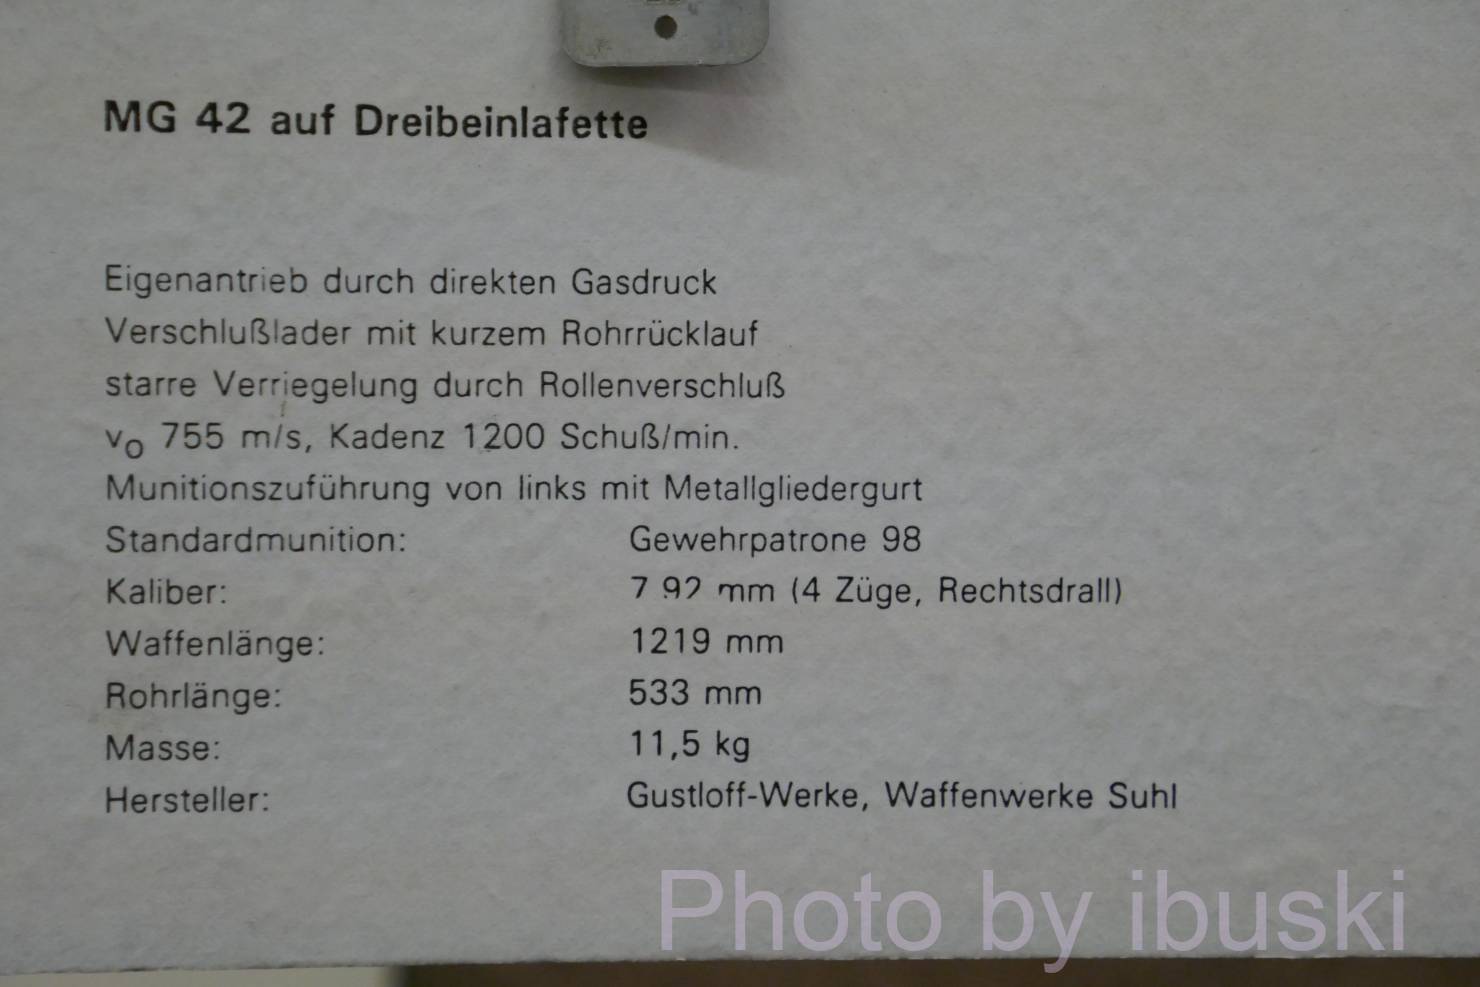 MG 42 auf Dreibeinlafette
Eigenantrieb durch direkten Gasdruck
Verschlußlader mit kurzem Rohrrücklauf
starre Verriegelung durch Rollenverschluß
vo 755 m/s, Kadenz 1200 Schuß/min.
Munitionszuführung von links mit Metallgliedergurt
Standardmunition: Gewehrpatrone 98
Kaliber: 7 92 mm (4 Züge, Rechtsdrall)
Waffenlänge: 1219 mm
Rohrlänge: 533 mm
Masse: 11,5 kg
Hersteller: Gustloff-Werke, Waffenwerke Suhl
Photo by ibuski